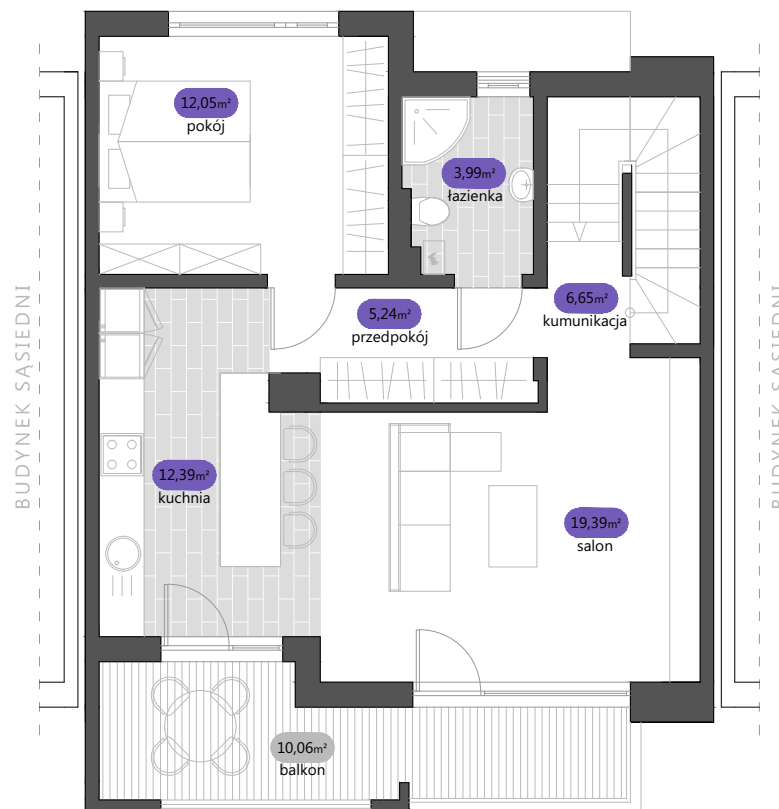 12,05m²
pokój
3,99m²
łazienka
6,65m²
kumunikacja
5,24m²
przedpokój
12,39m²
kuchnia
19,39m²
salon
10,06m²
balkon
BUDYNEK SĄSIEDNI
BUDYNEK SĄSIEDNI